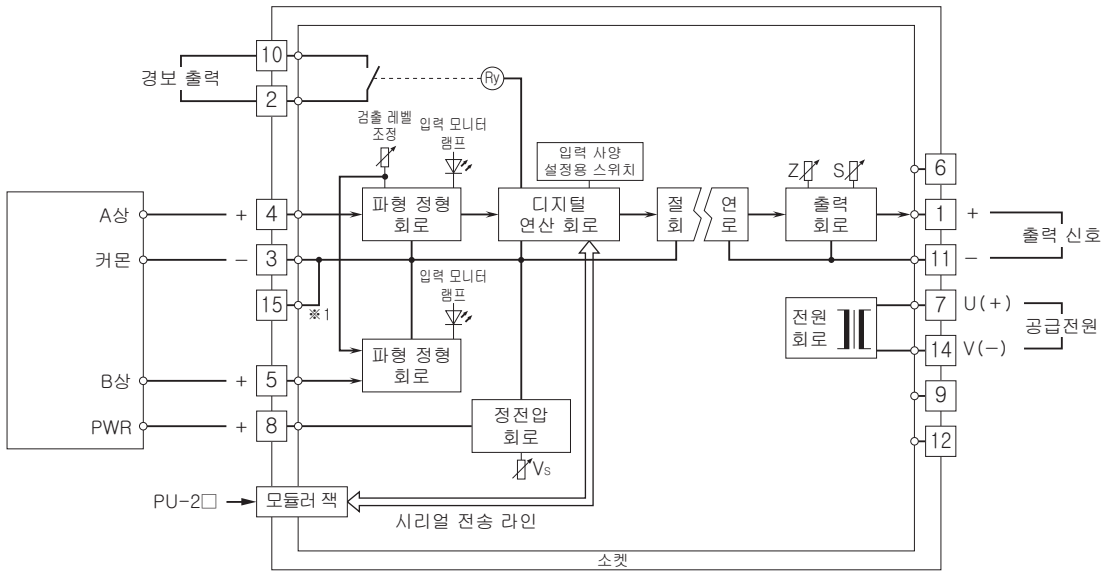 10
경보 출력
2
Ry
검출 레벨
조정
입력 모니터
램프
입력 사양
설정용 스위치
Z
S
6
A상
+
4
파형 정형
회로
디지털
연산 회로
절
회
연
로
출력
회로
1
+
출력 신호
커몬
−
3
11
−
15
※1
입력 모니터
램프
전원
회로
7
U(+)
공급전원
14
V(−)
B상
+
5
파형 정형
회로
9
PWR
+
8
정전압
회로
12
Vs
PU-2□
모듈러 잭
시리얼 전송 라인
소켓